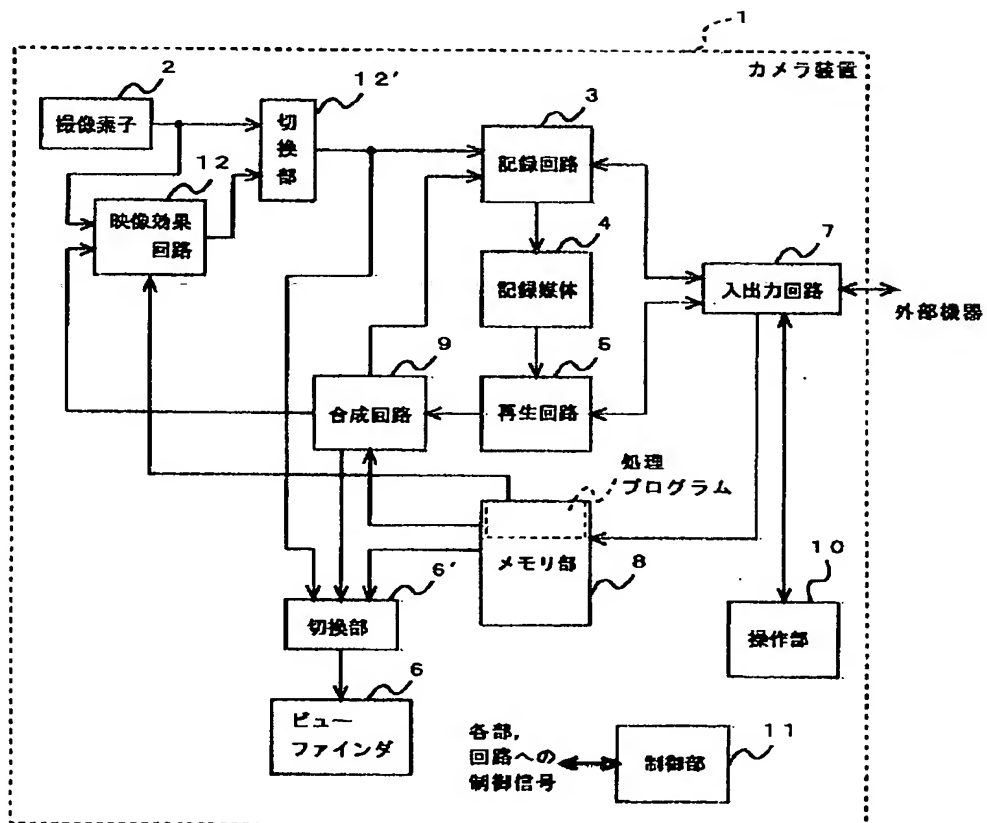 1
カメラ装置
2
撮像素子
12'
切
換
部
3
記録回路
12
映像効果
回路
4
記録媒体
7
入出力回路
外部機器
9
合成回路
5
再生回路
処理
プログラム
メモリ部
8
6'
切換部
10
操作部
6
ビュー
ファインダ
各部,
回路への
制御信号
11
制御部